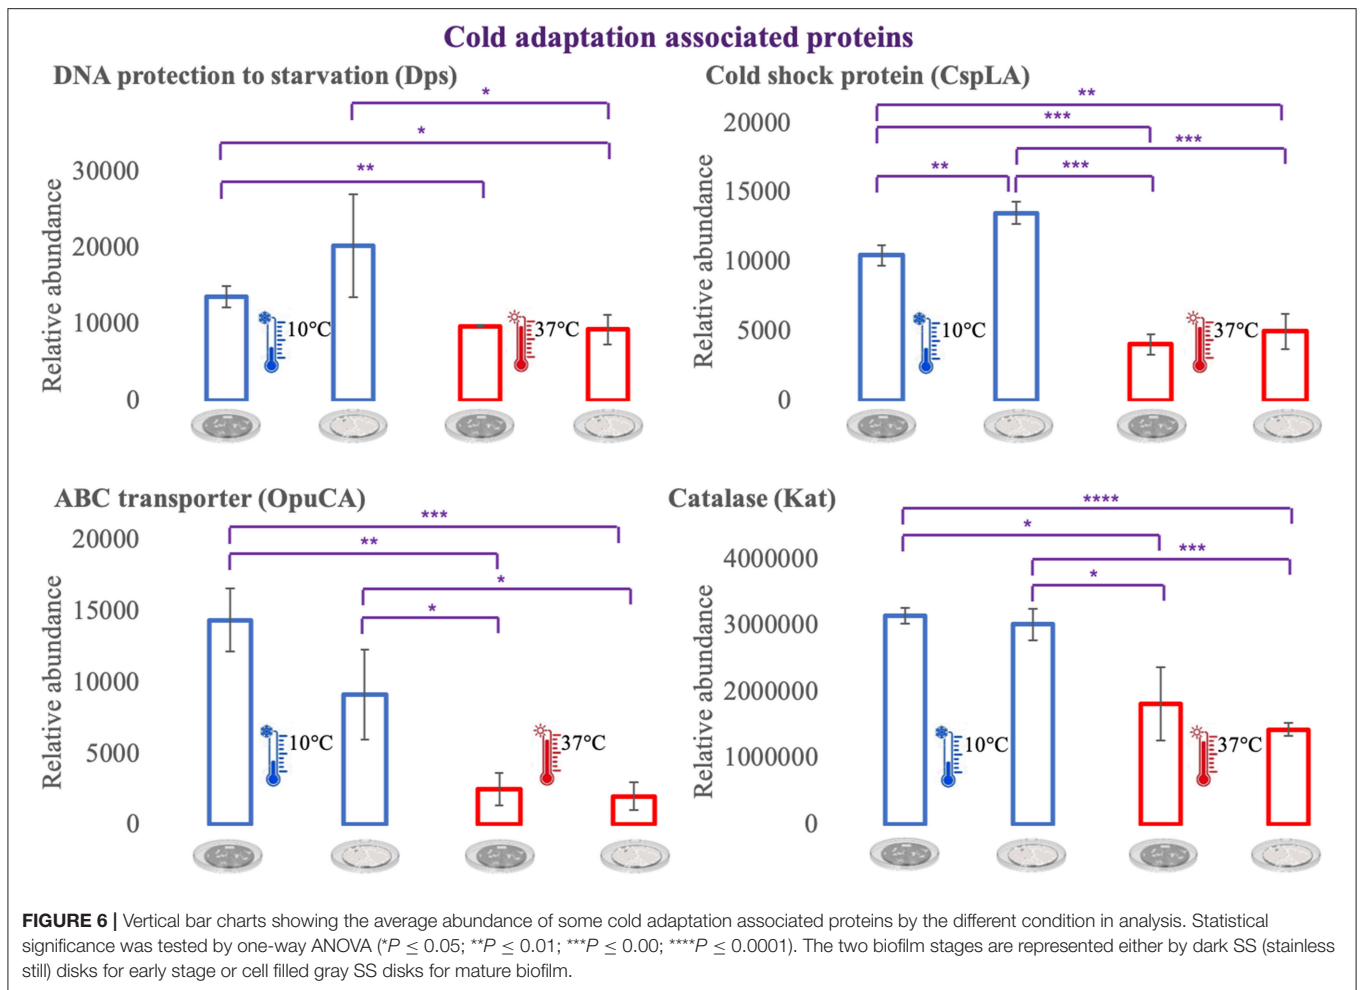 Cold adaptation associated proteins
DNA protection to starvation (Dps)
*
*
**
30000
20000
10000
0
Relative abundance
10°C
37°C
Cold shock protein (CspLA)
**
***
***
**
***
20000
15000
10000
5000
0
Relative abundance
10°C
37°C
ABC transporter (OpuCA)
***
**
*
*
20000
15000
10000
5000
0
Relative abundance
10°C
37°C
Catalase (Kat)
****
*
***
*
4000000
3000000
2000000
1000000
0
Relative abundance
10°C
37°C
FIGURE 6 | Vertical bar charts showing the average abundance of some cold adaptation associated proteins by the different condition in analysis. Statistical
significance was tested by one-way ANOVA (*P ≤ 0.05; **P ≤ 0.01; ***P ≤ 0.00; ****P ≤ 0.0001). The two biofilm stages are represented either by dark SS (stainless
still) disks for early stage or cell filled gray SS disks for mature biofilm.